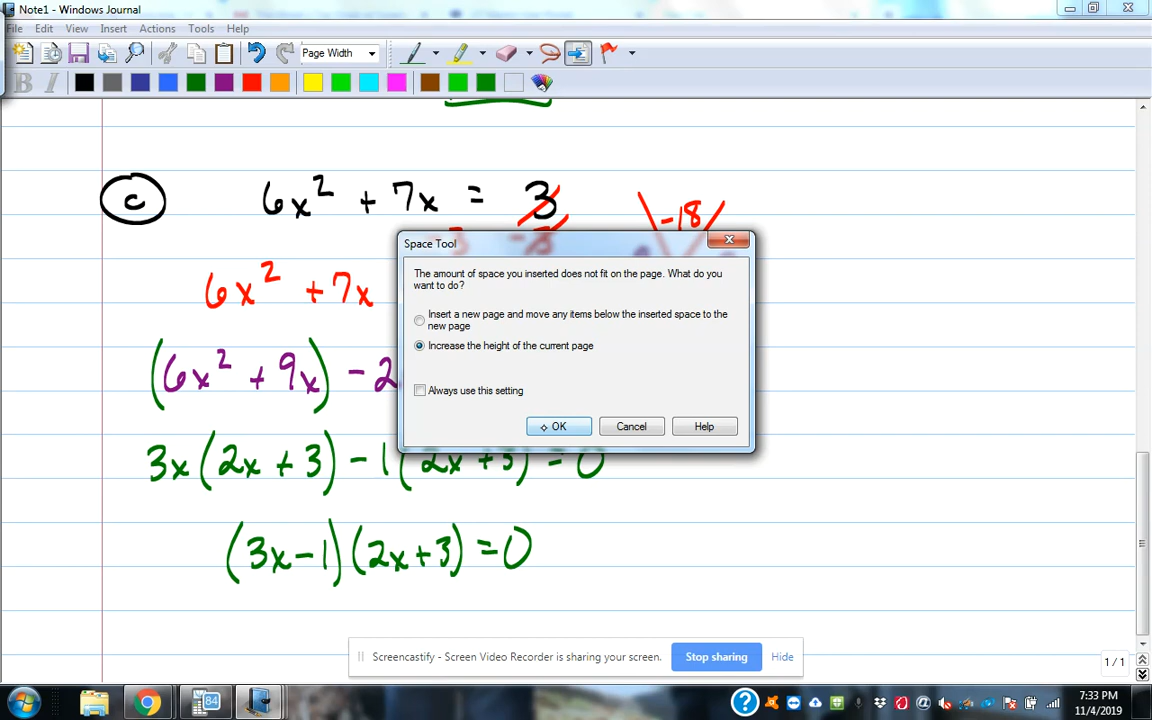 Note1 - Windows Journal
File Edit View Insert Actions Tools Help
Page Width
B I
c 6x² + 7x = 3
-3 -3
-18
6x² + 7x
(6x² + 9x) - 2
3x(2x + 3) - 1(2x + 3) = 0
(3x - 1)(2x + 3) = 0
Space Tool
The amount of space you inserted does not fit on the page. What do you
want to do?
Insert a new page and move any items below the inserted space to the
new page
Increase the height of the current page
Always use this setting
OK Cancel Help
Screencastify - Screen Video Recorder is sharing your screen. Stop sharing Hide
1 / 1
84
7:33 PM
11/4/2019